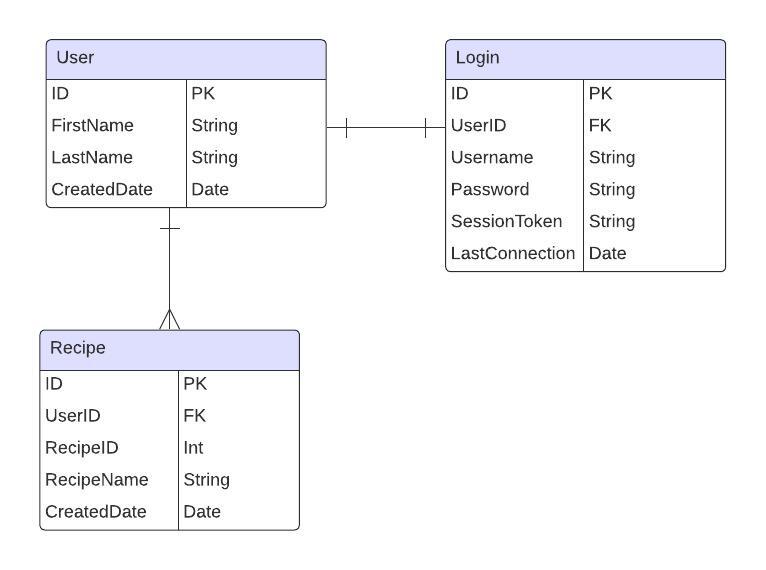 User
ID PK
FirstName String
LastName String
CreatedDate Date
Login
ID PK
UserID FK
Username String
Password String
SessionToken String
LastConnection Date
Recipe
ID PK
UserID FK
RecipeID Int
RecipeName String
CreatedDate Date